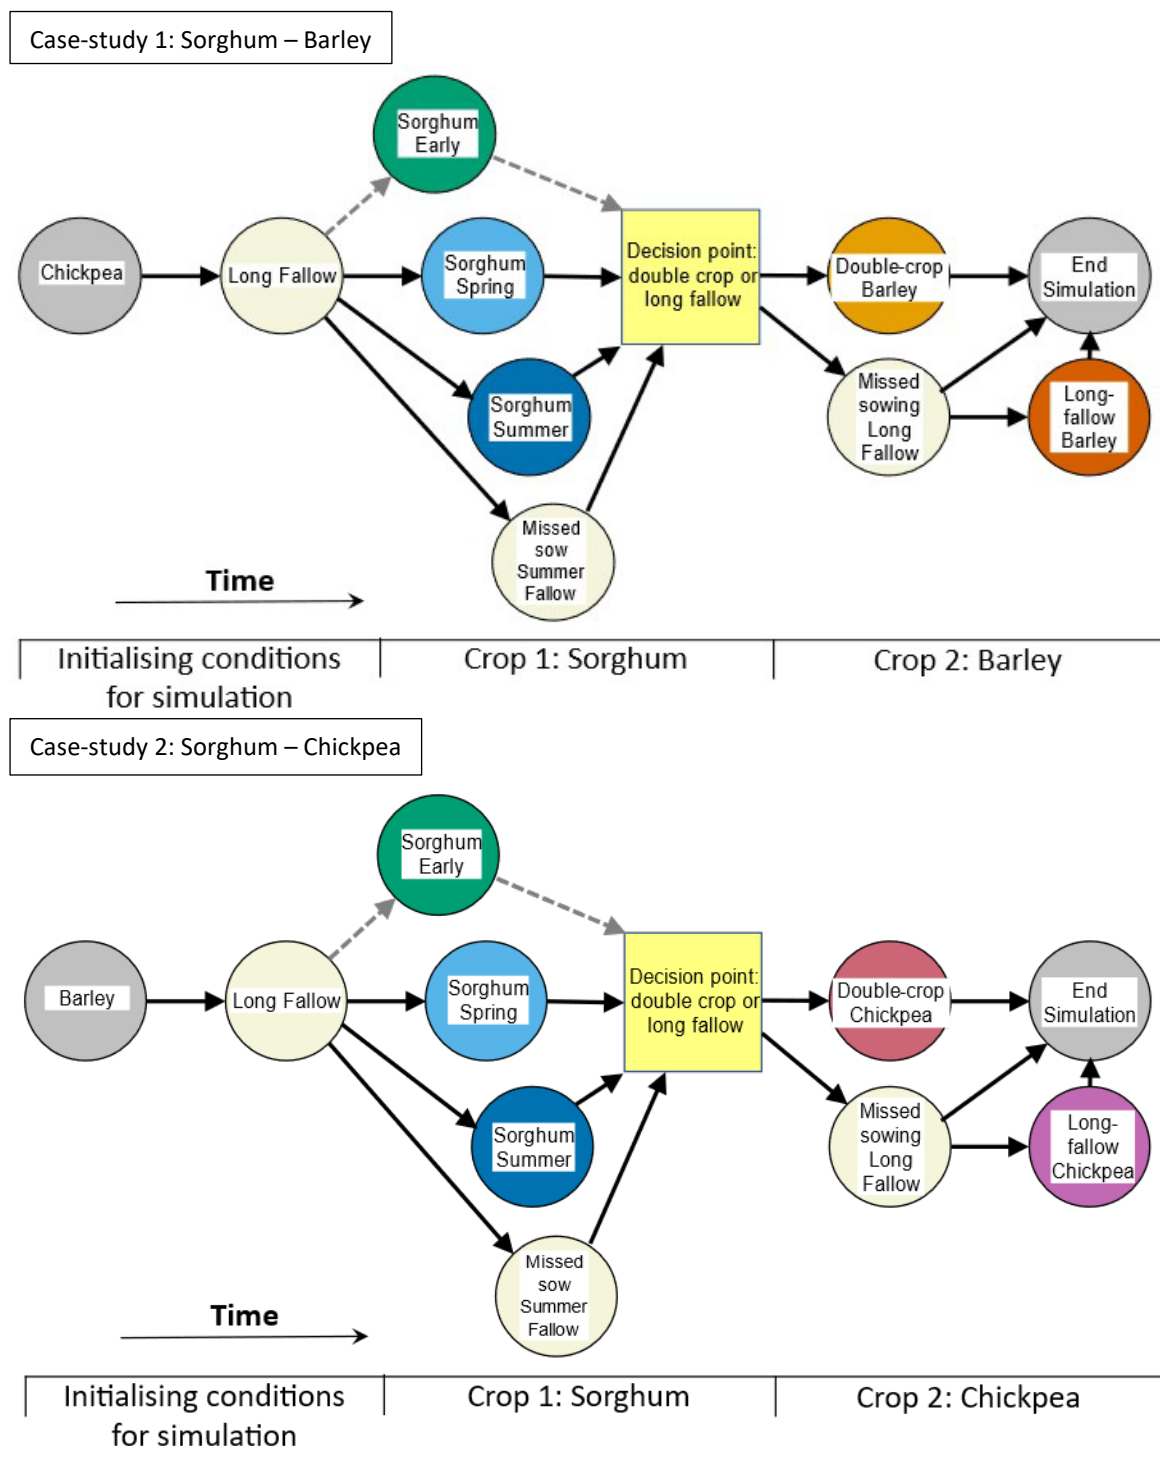 Case-study 1: Sorghum – Barley
Sorghum
Early
Chickpea
Long Fallow
Sorghum
Spring
Decision point:
double crop or
long fallow
Double-crop
Barley
End
Simulation
Sorghum
Summer
Missed
sowing
Long
Fallow
Long-
fallow
Barley
Missed
sow
Summer
Fallow
Time
Initialising conditions
for simulation
Crop 1: Sorghum
Crop 2: Barley
Case-study 2: Sorghum – Chickpea
Sorghum
Early
Barley
Long Fallow
Sorghum
Spring
Decision point:
double crop or
long fallow
Double-crop
Chickpea
End
Simulation
Sorghum
Summer
Missed
sowing
Long
Fallow
Long-
fallow
Chickpea
Missed
sow
Summer
Fallow
Time
Initialising conditions
for simulation
Crop 1: Sorghum
Crop 2: Chickpea